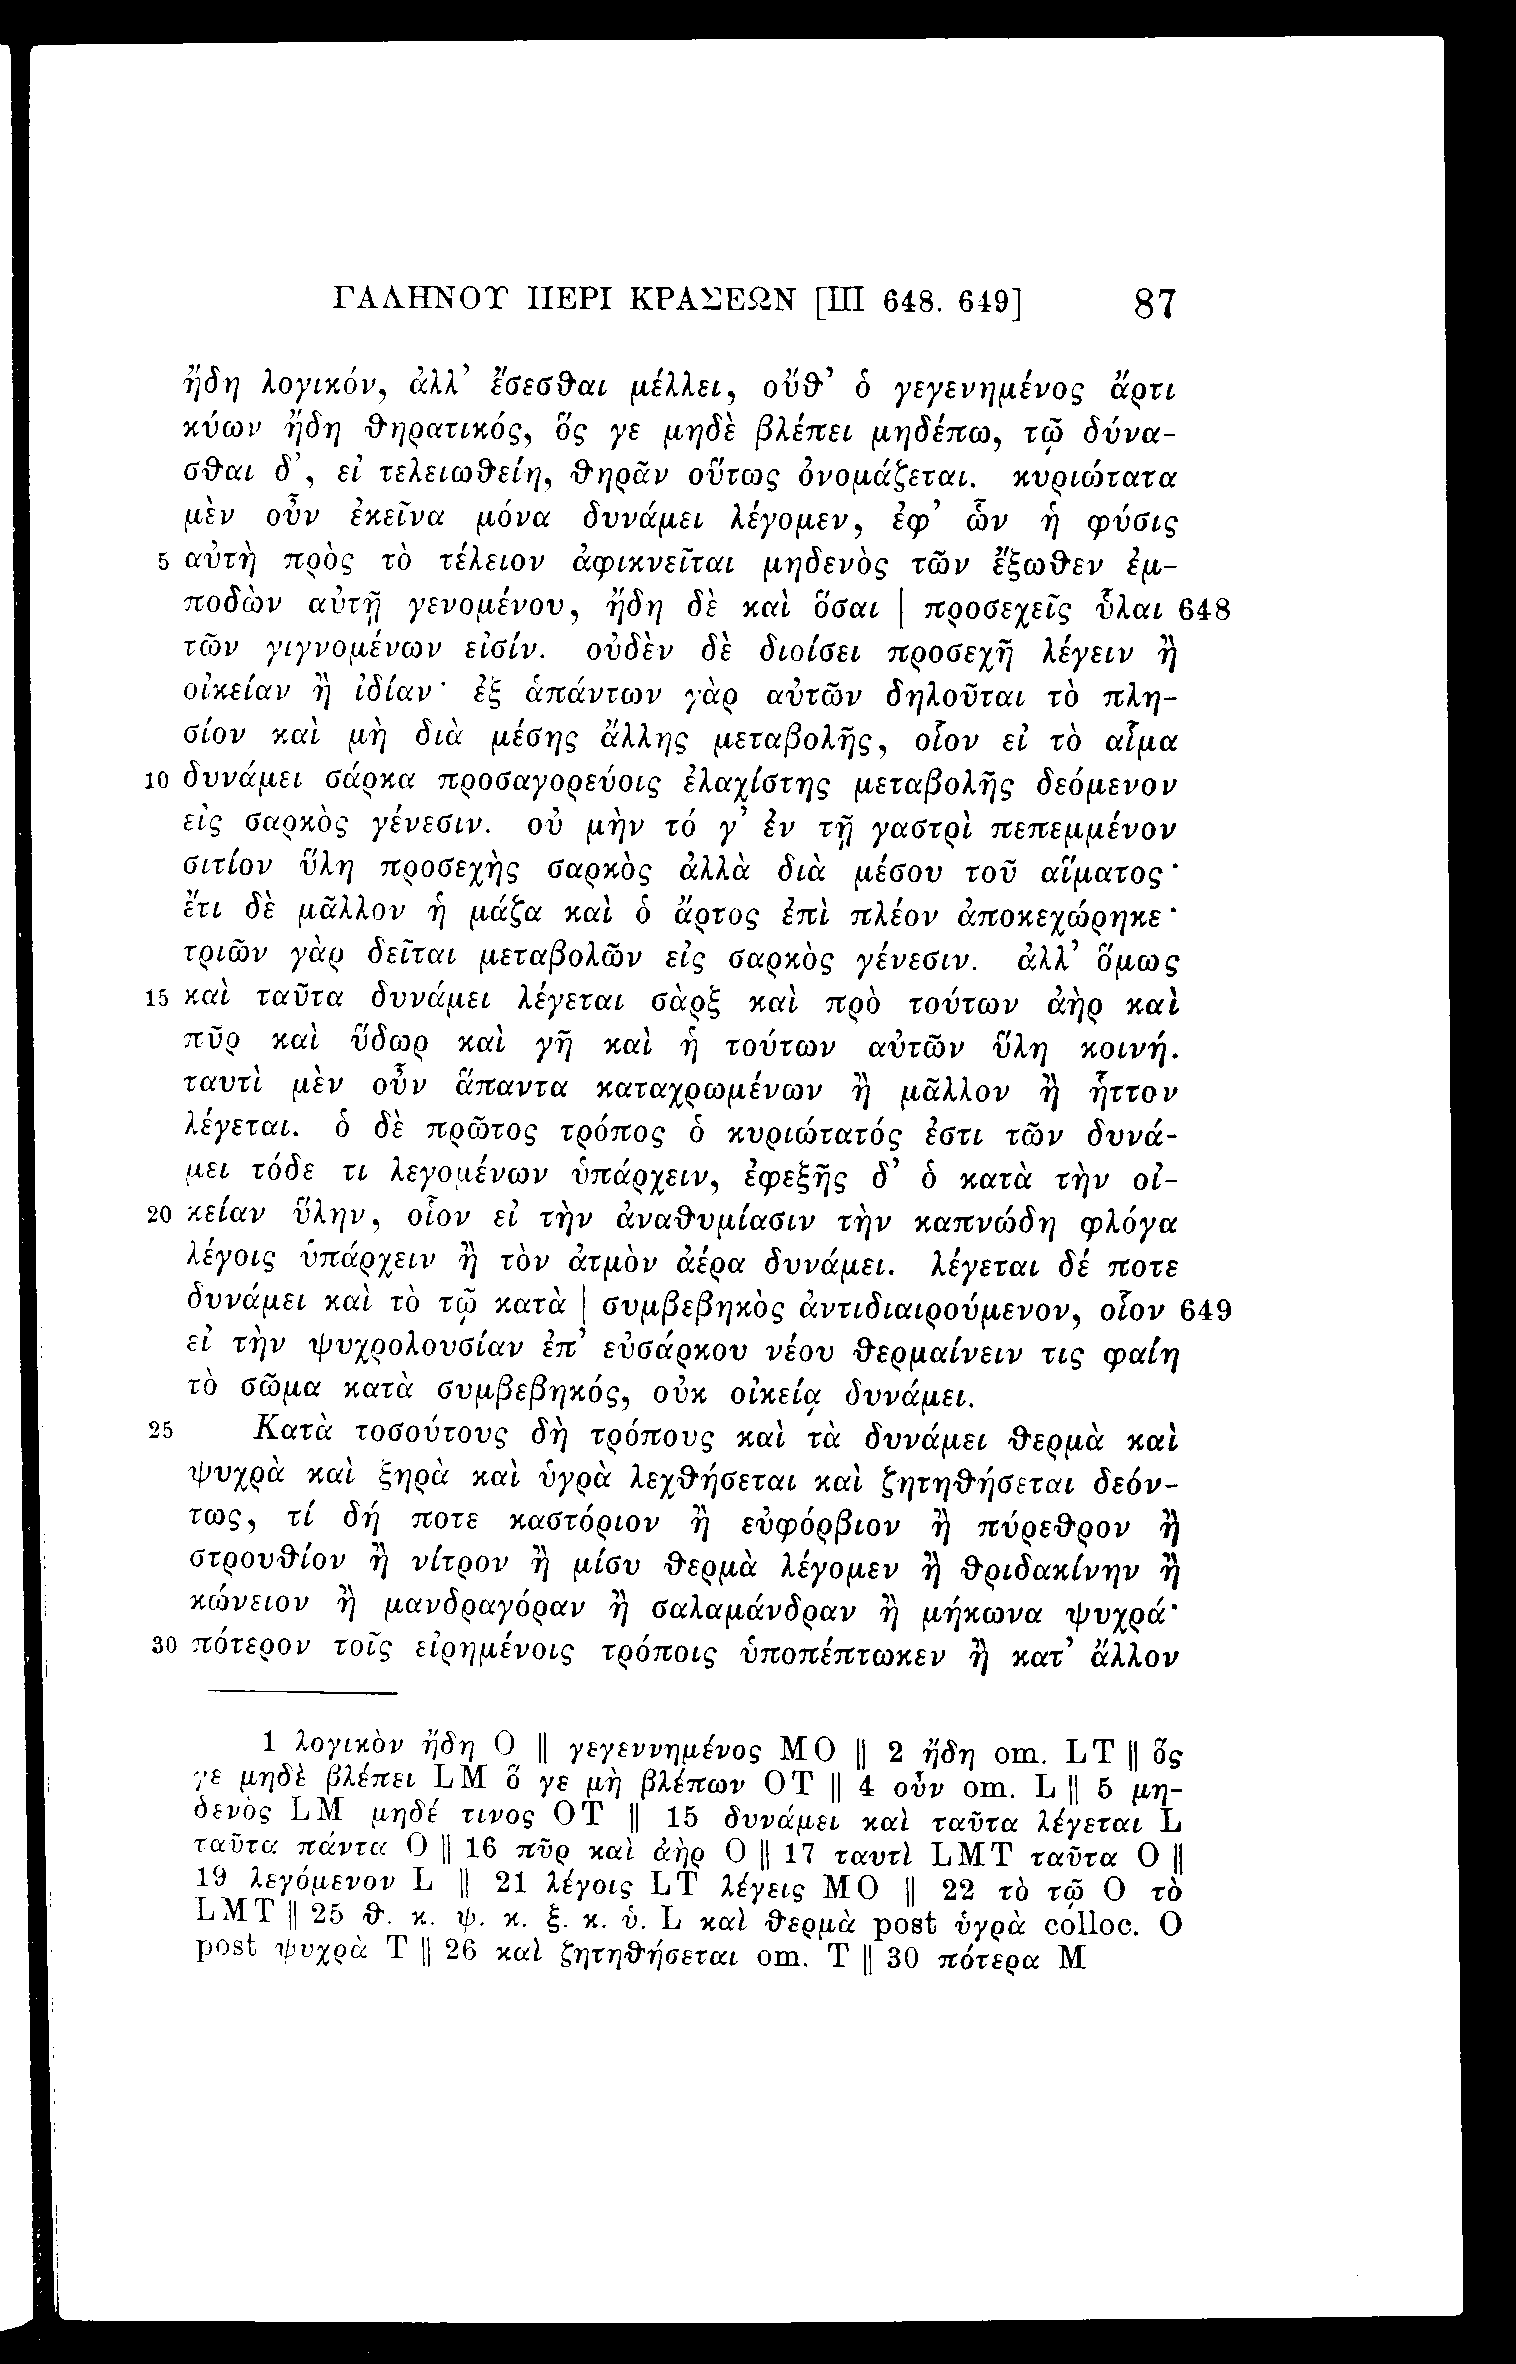 ΓΑΛΗΝΟΥ ΠΕΡΙ ΚΡΑΣΕΩΝ [III 648. 649] 87
ἤδη λογικόν, ἀλλ’ ἔσεσθαι μέλλει, οὔθ’ ὁ γεγενημένος ἄρτι
κύων ἤδη θηρατικός, ὅς γε μηδὲ βλέπει μηδέπω, τῷ δύνα-
σθαι δ’, εἰ τελειωθείη, θηρᾶν οὕτως ὀνομάζεται. κυριώτατα
μὲν οὖν ἐκεῖνα μόνα δυνάμει λέγομεν, ἐφ’ ὧν ἡ φύσις
5 αὐτὴ πρὸς τὸ τέλειον ἀφικνεῖται μηδενὸς τῶν ἔξωθεν ἐμ-
ποδὼν αὐτῇ γενομένου, ἤδη δὲ καὶ ὅσαι | προσεχεῖς ὗλαι 648
τῶν γιγνομένων εἰσίν. οὐδὲν δὲ διοίσει προσεχῆ λέγειν ἢ
οἰκείαν ἢ ἰδίαν· ἐξ ἁπάντων γὰρ αὐτῶν δηλοῦται τὸ πλη-
σίον καὶ μὴ διὰ μέσης ἄλλης μεταβολῆς, οἷον εἰ τὸ αἷμα
10 δυνάμει σάρκα προσαγορεύοις ἐλαχίστης μεταβολῆς δεόμενον
εἰς σαρκὸς γένεσιν. οὐ μὴν τό γ’ ἐν τῇ γαστρὶ πεπεμμένον
σιτίον ὕλη προσεχὴς σαρκὸς ἀλλὰ διὰ μέσου τοῦ αἵματος·
ἔτι δὲ μᾶλλον ἡ μάζα καὶ ὁ ἄρτος ἐπὶ πλέον ἀποκεχώρηκε·
τριῶν γὰρ δεῖται μεταβολῶν εἰς σαρκὸς γένεσιν. ἀλλ’ ὅμως
15 καὶ ταῦτα δυνάμει λέγεται σὰρξ καὶ πρὸ τούτων ἀὴρ καὶ
πῦρ καὶ ὕδωρ καὶ γῆ καὶ ἡ τούτων αὐτῶν ὕλη κοινή.
ταυτὶ μὲν οὖν ἅπαντα καταχρωμένων ἢ μᾶλλον ἢ ἧττον
λέγεται. ὁ δὲ πρῶτος τρόπος ὁ κυριώτατός ἐστι τῶν δυνά-
μει τόδε τι λεγομένων ὑπάρχειν, ἐφεξῆς δ’ ὁ κατὰ τὴν οἰ-
20 κείαν ὕλην, οἷον εἰ τὴν ἀναθυμίασιν τὴν καπνώδη φλόγα
λέγοις ὑπάρχειν ἢ τὸν ἀτμὸν ἀέρα δυνάμει. λέγεται δέ ποτε
δυνάμει καὶ τὸ τῷ κατὰ | συμβεβηκὸς ἀντιδιαιρούμενον, οἷον 649
εἰ τὴν ψυχρολουσίαν ἐπ’ εὐσάρκου νέου θερμαίνειν τις φαίη
τὸ σῶμα κατὰ συμβεβηκός, οὐκ οἰκείᾳ δυνάμει.
25 Κατὰ τοσούτους δὴ τρόπους καὶ τὰ δυνάμει θερμὰ καὶ
ψυχρὰ καὶ ξηρὰ καὶ ὑγρὰ λεχθήσεται καὶ ζητηθήσεται δεόν-
τως, τί δή ποτε καστόριον ἢ εὐφόρβιον ἢ πύρεθρον ἢ
στρουθίον ἢ νίτρον ἢ μίσυ θερμὰ λέγομεν ἢ θριδακίνην ἢ
κώνειον ἢ μανδραγόραν ἢ σαλαμάνδραν ἢ μήκωνα ψυχρά·
30 πότερον τοῖς εἰρημένοις τρόποις ὑποπέπτωκεν ἢ κατ’ ἄλλον
1 λογικὸν ἤδη O || γεγεννημένος MO || 2 ἤδη om. LT || ὅς
γε μηδὲ βλέπει LM ὅ γε μὴ βλέπων OT || 4 οὖν om. L || 5 μη-
δενὸς LM μηδέ τινος OT || 15 δυνάμει καὶ ταῦτα λέγεται L
ταῦτα πάντα O || 16 πῦρ καὶ ἀὴρ O || 17 ταυτὶ LMT ταῦτα O ||
19 λεγόμενον L || 21 λέγοις LT λέγεις MO || 22 τὸ τῷ O τὸ
LMT || 25 θ. κ. ψ. κ. ξ. κ. ὑ. L καὶ θερμὰ post ὑγρὰ colloc. O
post ψυχρὰ T || 26 καὶ ζητηθήσεται om. T || 30 πότερα M